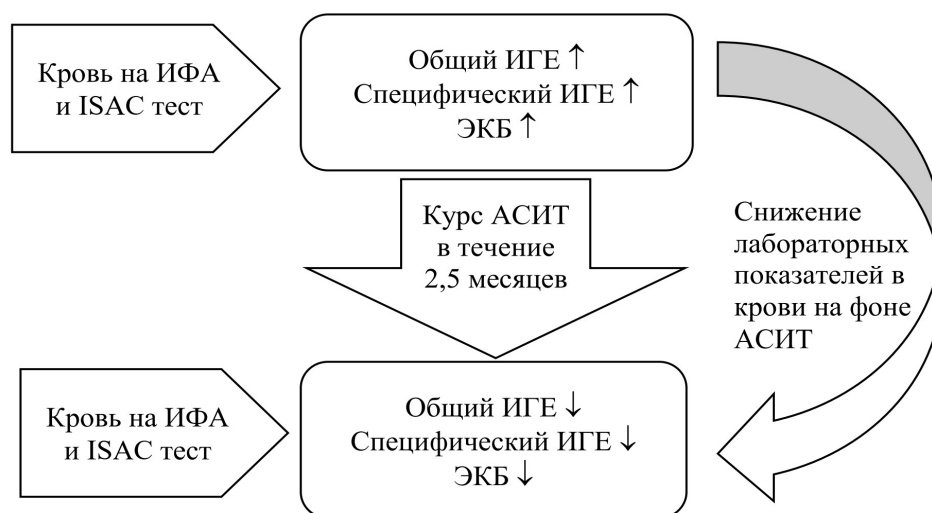 Кровь на ИФА
и ISAC тест
Общий ИГЕ ↑
Специфический ИГЕ ↑
ЭКБ ↑
Курс АСИТ
в течение
2,5 месяцев
Снижение
лабораторных
показателей в
крови на фоне
АСИТ
Кровь на ИФА
и ISAC тест
Общий ИГЕ ↓
Специфический ИГЕ ↓
ЭКБ ↓